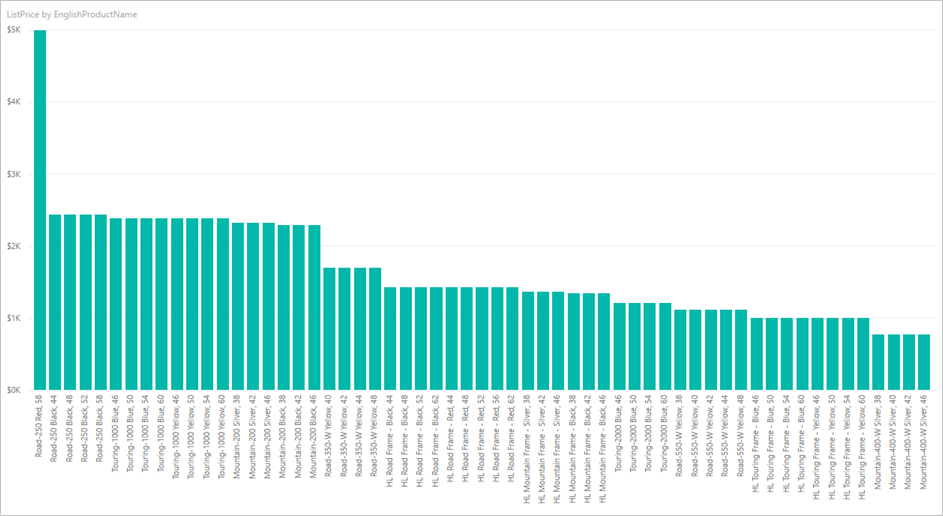 ListPrice by EnglishProductName
$5K
$4K
$3K
$2K
$1K
$0K
Road-250 Red, 58
Road-250 Black, 44
Road-250 Black, 48
Road-250 Black, 52
Road-250 Black, 58
Touring-1000 Blue, 46
Touring-1000 Blue, 50
Touring-1000 Blue, 54
Touring-1000 Blue, 60
Touring-1000 Yellow, 46
Touring-1000 Yellow, 50
Touring-1000 Yellow, 54
Touring-1000 Yellow, 60
Mountain-200 Silver, 38
Mountain-200 Silver, 42
Mountain-200 Silver, 46
Mountain-200 Black, 38
Mountain-200 Black, 42
Mountain-200 Black, 46
Road-350-W Yellow, 40
Road-350-W Yellow, 42
Road-350-W Yellow, 44
Road-350-W Yellow, 48
HL Road Frame - Black, 44
HL Road Frame - Black, 48
HL Road Frame - Black, 52
HL Road Frame - Black, 62
HL Road Frame - Red, 44
HL Road Frame - Red, 48
HL Road Frame - Red, 52
HL Road Frame - Red, 56
HL Road Frame - Red, 62
HL Mountain Frame - Silver, 38
HL Mountain Frame - Silver, 42
HL Mountain Frame - Silver, 46
HL Mountain Frame - Black, 38
HL Mountain Frame - Black, 42
HL Mountain Frame - Black, 46
Touring-2000 Blue, 46
Touring-2000 Blue, 50
Touring-2000 Blue, 54
Touring-2000 Blue, 60
Road-550-W Yellow, 38
Road-550-W Yellow, 40
Road-550-W Yellow, 42
Road-550-W Yellow, 44
Road-550-W Yellow, 48
HL Touring Frame - Blue, 46
HL Touring Frame - Blue, 50
HL Touring Frame - Blue, 54
HL Touring Frame - Blue, 60
HL Touring Frame - Yellow, 46
HL Touring Frame - Yellow, 50
HL Touring Frame - Yellow, 54
HL Touring Frame - Yellow, 60
Mountain-400-W Silver, 38
Mountain-400-W Silver, 40
Mountain-400-W Silver, 42
Mountain-400-W Silver, 46